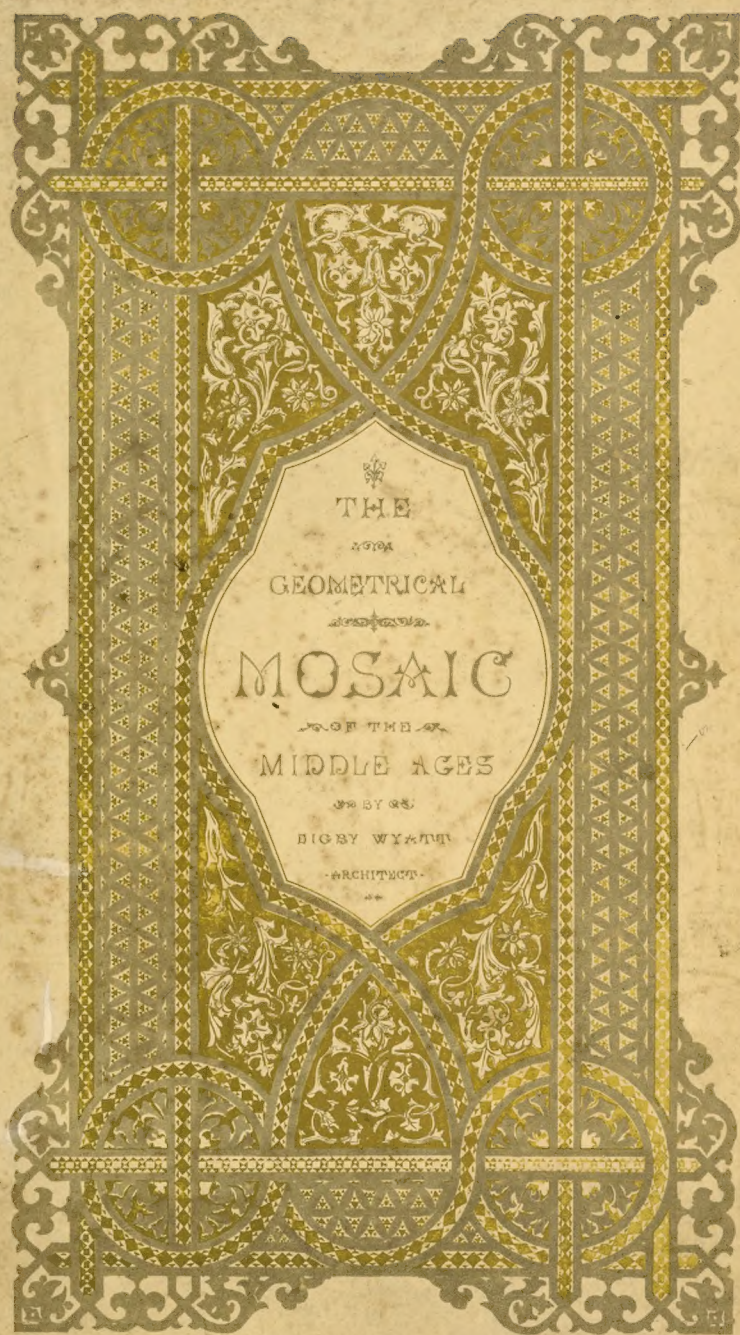 THE
GEOMETRICAL
MOSAIC
OF THE
MIDDLE AGES
BY
DIGBY WYATT
-ARCHITECT-